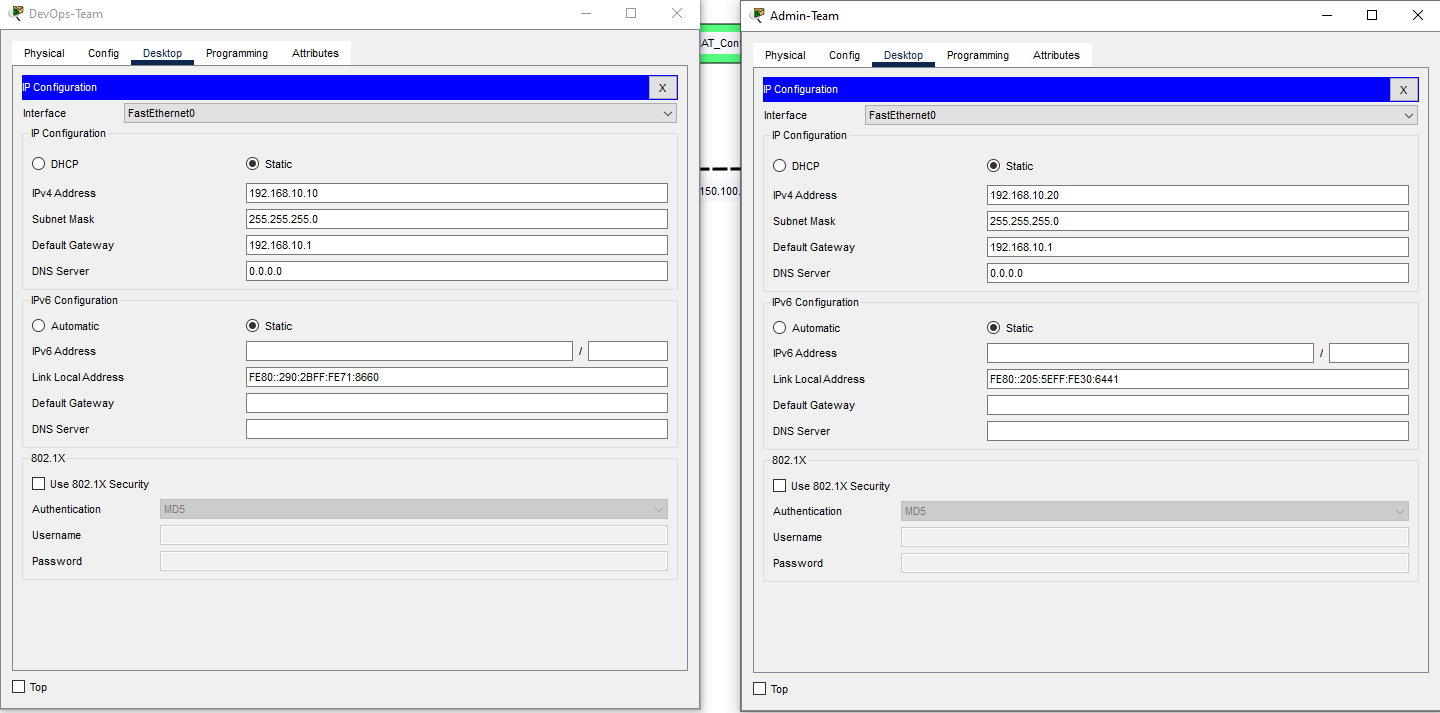 DevOps-Team
Physical Config Desktop Programming Attributes
IP Configuration X
Interface FastEthernet0
IP Configuration
DHCP Static
IPv4 Address 192.168.10.10
Subnet Mask 255.255.255.0
Default Gateway 192.168.10.1
DNS Server 0.0.0.0
IPv6 Configuration
Automatic Static
IPv6 Address /
Link Local Address FE80::290:2BFF:FE71:8660
Default Gateway
DNS Server
802.1X
Use 802.1X Security
Authentication MD5
Username
Password
Top
AT_Con
150.100.
Admin-Team
Physical Config Desktop Programming Attributes
IP Configuration X
Interface FastEthernet0
IP Configuration
DHCP Static
IPv4 Address 192.168.10.20
Subnet Mask 255.255.255.0
Default Gateway 192.168.10.1
DNS Server 0.0.0.0
IPv6 Configuration
Automatic Static
IPv6 Address /
Link Local Address FE80::205:5EFF:FE30:6441
Default Gateway
DNS Server
802.1X
Use 802.1X Security
Authentication MD5
Username
Password
Top